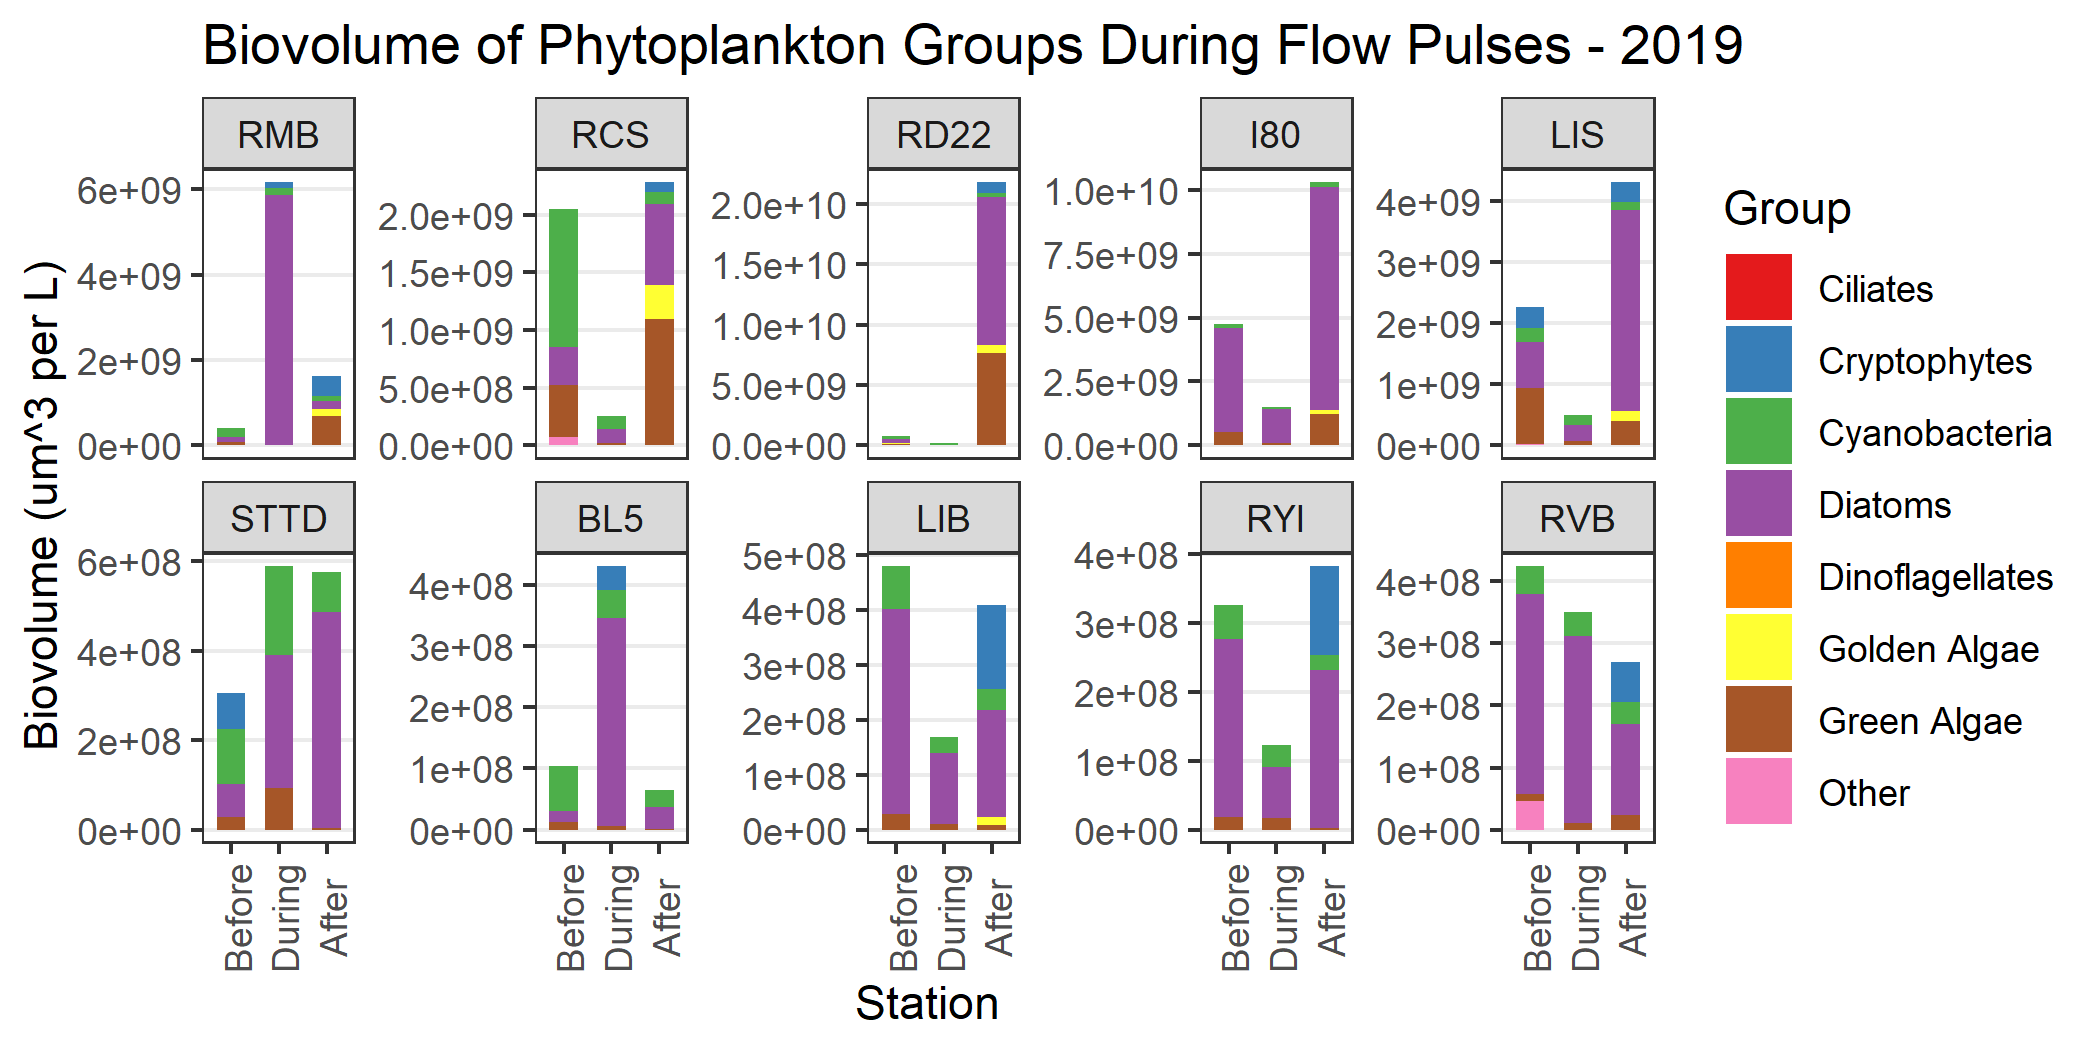 Biovolume of Phytoplankton Groups During Flow Pulses - 2019
Biovolume (um^3 per L)
RMB
6e+09
4e+09
2e+09
0e+00
RCS
2.0e+09
1.5e+09
1.0e+09
5.0e+08
0.0e+00
RD22
2.0e+10
1.5e+10
1.0e+10
5.0e+09
0.0e+00
I80
1.0e+10
7.5e+09
5.0e+09
2.5e+09
0.0e+00
LIS
4e+09
3e+09
2e+09
1e+09
0e+00
STTD
6e+08
4e+08
2e+08
0e+00
Before
During
After
BL5
4e+08
3e+08
2e+08
1e+08
0e+00
Before
During
After
LIB
5e+08
4e+08
3e+08
2e+08
1e+08
0e+00
Before
During
After
RYI
4e+08
3e+08
2e+08
1e+08
0e+00
Before
During
After
RVB
4e+08
3e+08
2e+08
1e+08
0e+00
Before
During
After
Station
Group
Ciliates
Cryptophytes
Cyanobacteria
Diatoms
Dinoflagellates
Golden Algae
Green Algae
Other